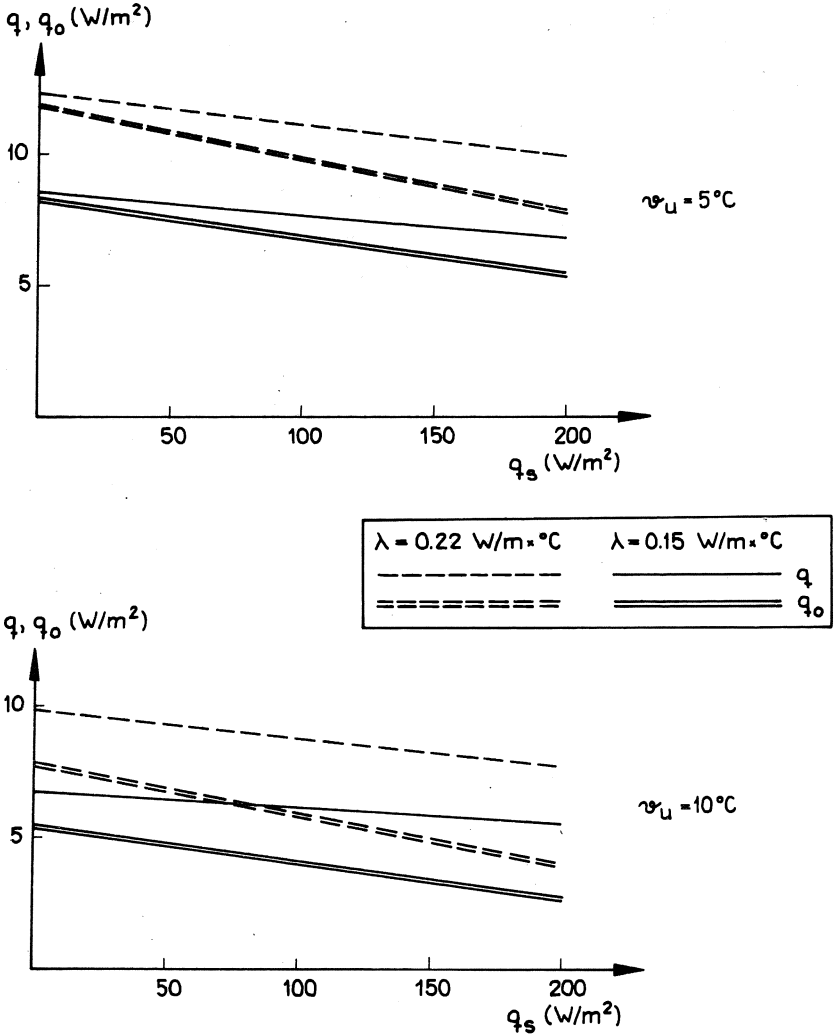 q, q₀ (W/m²)
10
5
50 100 150 200
qₛ (W/m²)
ϑᵤ = 5°C
λ = 0.22 W/m×°C λ = 0.15 W/m×°C
q
q₀
q, q₀ (W/m²)
10
5
50 100 150 200
qₛ (W/m²)
ϑᵤ = 10°C